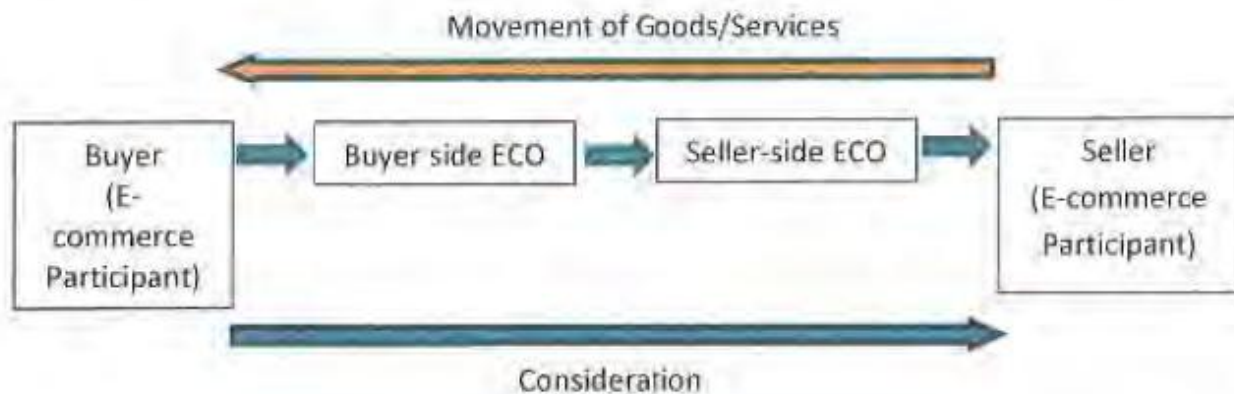 Movement of Goods/Services
Buyer
(E-
commerce
Participant)
Buyer side ECO
Seller-side ECO
Seller
(E-commerce
Participant)
Consideration